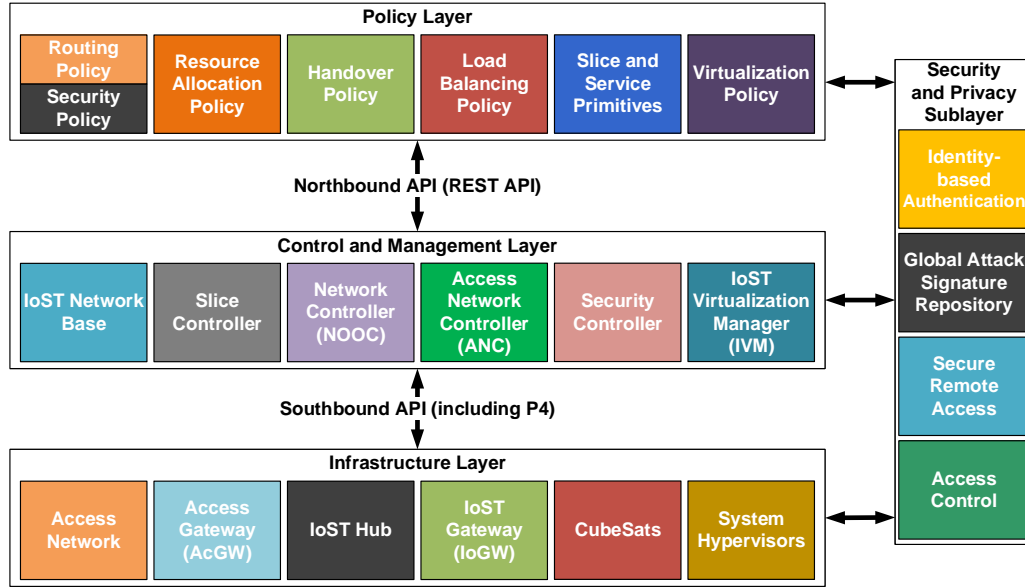 Policy Layer
Routing
Policy
Security
Policy
Resource
Allocation
Policy
Handover
Policy
Load
Balancing
Policy
Slice and
Service
Primitives
Virtualization
Policy
Northbound API (REST API)
Control and Management Layer
IoST Network
Base
Slice
Controller
Network
Controller
(NOOC)
Access
Network
Controller
(ANC)
Security
Controller
IoST
Virtualization
Manager
(IVM)
Southbound API (including P4)
Infrastructure Layer
Access
Network
Access
Gateway
(AcGW)
IoST Hub
IoST
Gateway
(IoGW)
CubeSats
System
Hypervisors
Security
and Privacy
Sublayer
Identity-
based
Authentication
Global Attack
Signature
Repository
Secure
Remote
Access
Access
Control